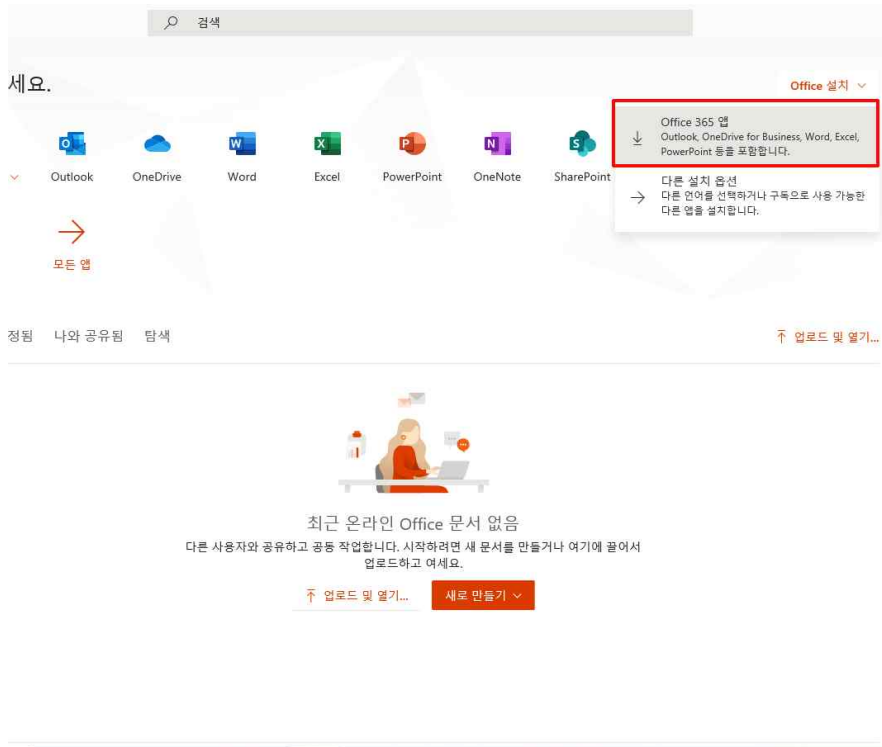 검색
세요.
Office 설치
Office 365 앱
Outlook, OneDrive for Business, Word, Excel,
PowerPoint 등을 포함합니다.
다른 설치 옵션
다른 언어를 선택하거나 구독으로 사용 가능한
다른 앱을 설치합니다.
Outlook
OneDrive
Word
Excel
PowerPoint
OneNote
SharePoint
모든 앱
정됨
나와 공유됨
탐색
업로드 및 열기...
최근 온라인 Office 문서 없음
다른 사용자와 공유하고 공동 작업합니다. 시작하려면 새 문서를 만들거나 여기에 끌어서
업로드하고 여세요.
업로드 및 열기...
새로 만들기